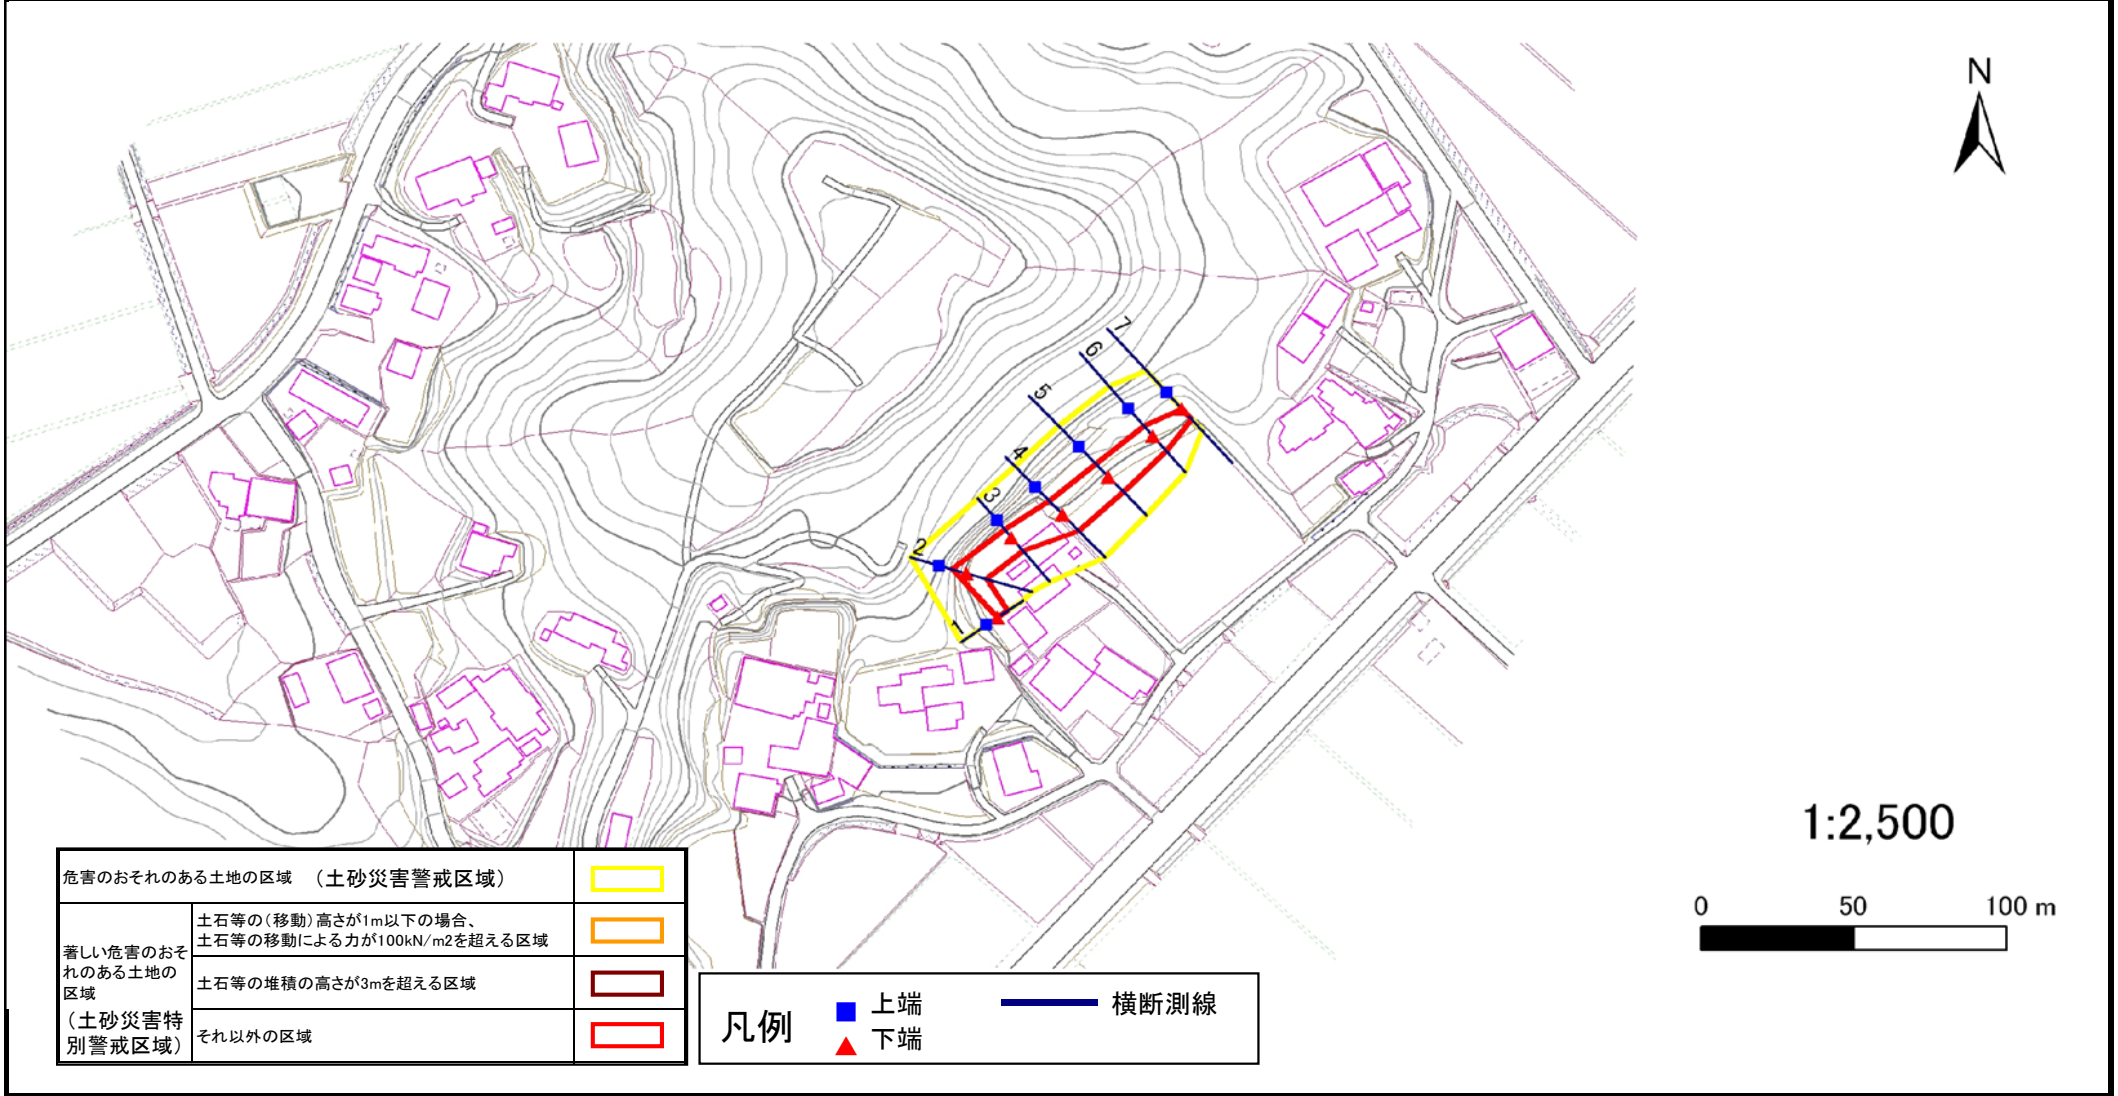 N
7
6
5
4
3
2
1
1:2,500
0 50 100 m
危害のおそれのある土地の区域 (土砂災害警戒区域)
著しい危害のおそ
れのある土地の
区域
(土砂災害特
別警戒区域)
土石等の(移動)高さが1m以下の場合、
土石等の移動による力が100kN/m2を超える区域
土石等の堆積の高さが3mを超える区域
それ以外の区域
凡例
上端
下端
横断測線